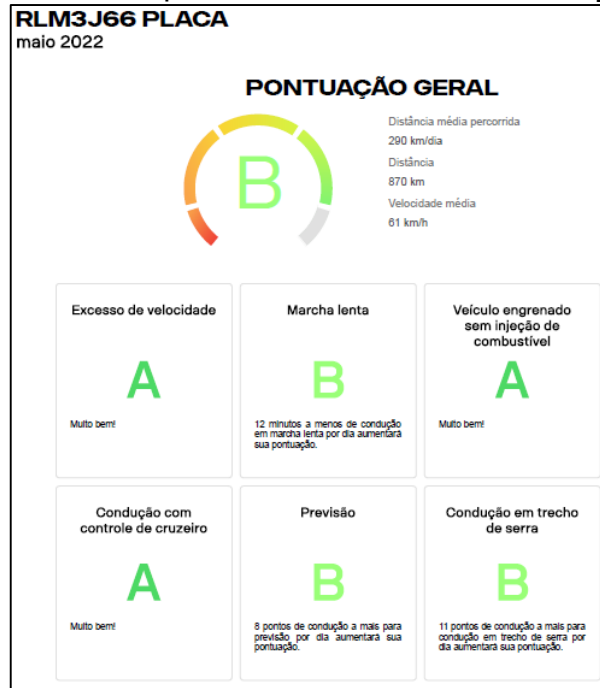 RLM3J66 PLACA
maio 2022
PONTUAÇÃO GERAL
B
Distância média percorrida
290 km/dia
Distância
870 km
Velocidade média
61 km/h
Excesso de velocidade
A
Muito bem!
Marcha lenta
B
12 minutos a menos de condução
em marcha lenta por dia aumentará
sua pontuação.
Veículo engrenado
sem injeção de
combustível
A
Muito bem!
Condução com
controle de cruzeiro
A
Muito bem!
Previsão
B
8 pontos de condução a mais para
previsão por dia aumentará sua
pontuação.
Condução em trecho
de serra
B
11 pontos de condução a mais para
condução em trecho de serra por
dia aumentará sua pontuação.